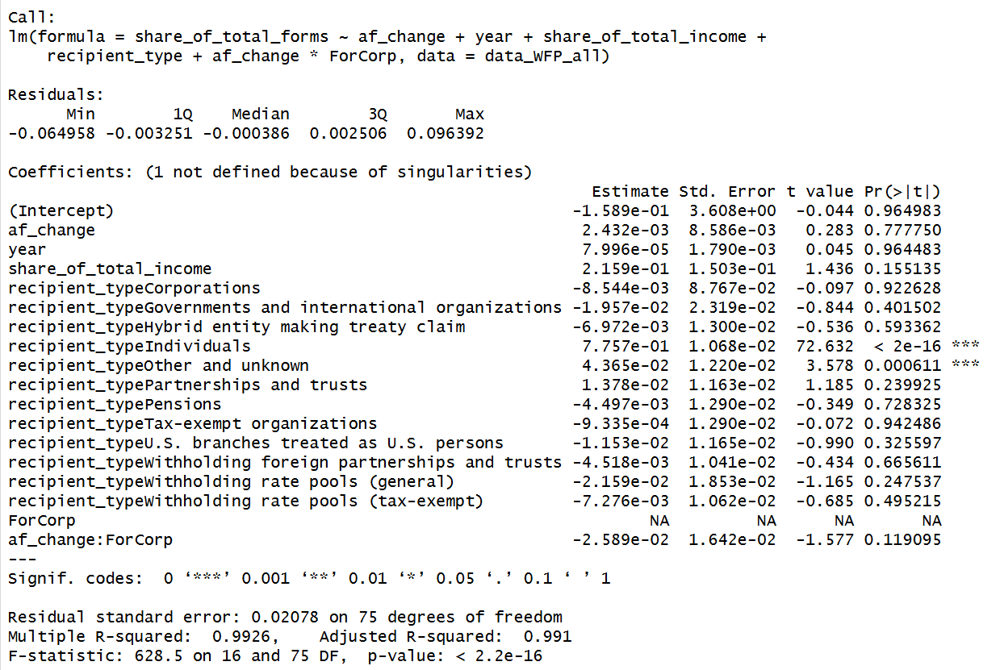 Call:
lm(formula = share_of_total_forms ~ af_change + year + share_of_total_income +
    recipient_type + af_change * ForCorp, data = data_WFP_all)

Residuals:
      Min        1Q    Median        3Q       Max
-0.064958 -0.003251 -0.000386  0.002506  0.096392

Coefficients: (1 not defined because of singularities)
                                                            Estimate Std. Error t value Pr(>|t|)
(Intercept)                                               -1.589e-01  3.608e+00  -0.044 0.964983
af_change                                                  2.432e-03  8.586e-03   0.283 0.777750
year                                                       7.996e-05  1.790e-03   0.045 0.964483
share_of_total_income                                      2.159e-01  1.503e-01   1.436 0.155135
recipient_typeCorporations                                -8.544e-03  8.767e-02  -0.097 0.922628
recipient_typeGovernments and international organizations -1.957e-02  2.319e-02  -0.844 0.401502
recipient_typeHybrid entity making treaty claim           -6.972e-03  1.300e-02  -0.536 0.593362
recipient_typeIndividuals                                  7.757e-01  1.068e-02  72.632  < 2e-16 ***
recipient_typeOther and unknown                            4.365e-02  1.220e-02   3.578 0.000611 ***
recipient_typePartnerships and trusts                      1.378e-02  1.163e-02   1.185 0.239925
recipient_typePensions                                    -4.497e-03  1.290e-02  -0.349 0.728325
recipient_typeTax-exempt organizations                    -9.335e-04  1.290e-02  -0.072 0.942486
recipient_typeU.S. branches treated as U.S. persons       -1.153e-02  1.165e-02  -0.990 0.325597
recipient_typeWithholding foreign partnerships and trusts -4.518e-03  1.041e-02  -0.434 0.665611
recipient_typeWithholding rate pools (general)            -2.159e-02  1.853e-02  -1.165 0.247537
recipient_typeWithholding rate pools (tax-exempt)         -7.276e-03  1.062e-02  -0.685 0.495215
ForCorp                                                           NA         NA      NA       NA
af_change:ForCorp                                         -2.589e-02  1.642e-02  -1.577 0.119095
---
Signif. codes:  0 ‘***’ 0.001 ‘**’ 0.01 ‘*’ 0.05 ‘.’ 0.1 ‘ ’ 1

Residual standard error: 0.02078 on 75 degrees of freedom
Multiple R-squared:  0.9926,    Adjusted R-squared:  0.991
F-statistic: 628.5 on 16 and 75 DF,  p-value: < 2.2e-16